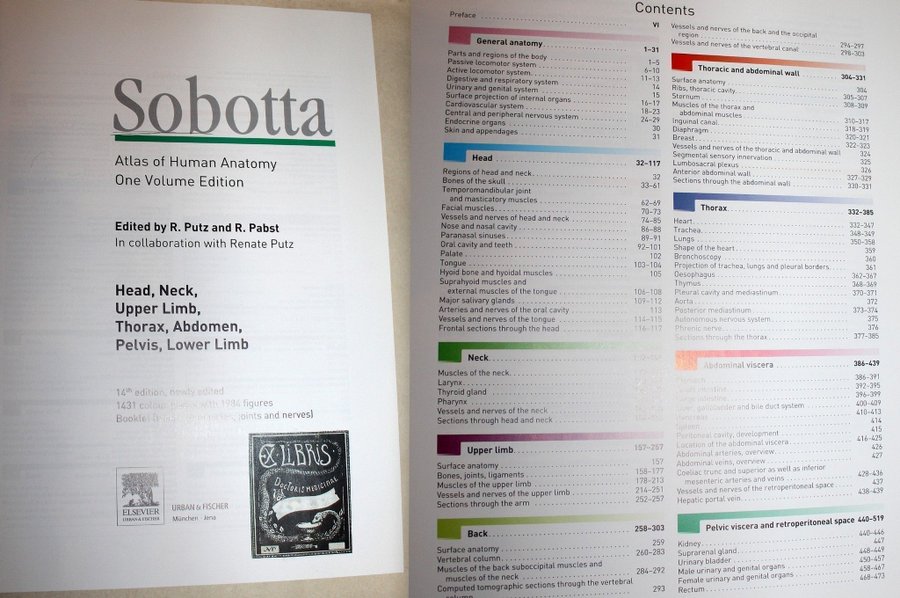 Sobotta
Atlas of Human Anatomy
One Volume Edition
Edited by R. Putz and R. Pabst
In collaboration with Renate Putz
Head, Neck,
Upper Limb,
Thorax, Abdomen,
Pelvis, Lower Limb
14th edition, newly edited
1431 colour with 1984 figures
joints and nerves)
EX LIBRIS
DOCTORIS MEDICINAE
ELSEVIER
URBAN & FISCHER
URBAN & FISCHER
München · Jena
Contents
Preface VI
General anatomy 1–31
Parts and regions of the body 1–5
Passive locomotor system 6–10
Active locomotor system 11–13
Digestive and respiratory system 14
Urinary and genital system 15
Surface projection of internal organs 16–17
Cardiovascular system 18–23
Central and peripheral nervous system 24–29
Endocrine organs 30
Skin and appendages 31
Head 32–117
Regions of head and neck 32
Bones of the skull 33–61
Temporomandibular joint
and masticatory muscles 62–69
Facial muscles 70–73
Vessels and nerves of head and neck 74–85
Nose and nasal cavity 86–88
Paranasal sinuses 89–91
Oral cavity and teeth 92–101
Palate 102
Tongue 103–104
Hyoid bone and hyoidal muscles 105
Suprahyoid muscles and
external muscles of the tongue 106–108
Major salivary glands 109–112
Arteries and nerves of the oral cavity 113
Vessels and nerves of the tongue 114–115
Frontal sections through the head 116–117
Neck
Muscles of the neck
Larynx
Thyroid gland
Pharynx
Vessels and nerves of the neck
Sections through head and neck
Upper limb 157–257
Surface anatomy 157
Bones, joints, ligaments 158–177
Muscles of the upper limb 178–213
Vessels and nerves of the upper limb 214–251
Sections through the arm 252–257
Back 258–303
Surface anatomy 259
Vertebral column 260–283
Muscles of the back suboccipital muscles and
muscles of the neck 284–292
Computed tomographic sections through the vertebral
column 293
Vessels and nerves of the back and the occipital
region 294–297
Vessels and nerves of the vertebral canal 298–303
Thoracic and abdominal wall 304–331
Surface anatomy 304
Ribs, thoracic cavity 305–307
Sternum 308–309
Muscles of the thorax and
abdominal muscles 310–317
Inguinal canal 318–319
Diaphragm 320–321
Breast 322–323
Vessels and nerves of the thoracic and abdominal wall 324
Segmental sensory innervation 325
Lumbosacral plexus 326
Anterior abdominal wall 327–329
Sections through the abdominal wall 330–331
Thorax 332–385
Heart 332–347
Trachea 348–349
Lungs 350–358
Shape of the heart 359
Bronchoscopy 360
Projection of trachea, lungs and pleural borders 361
Oesophagus 362–367
Thymus 368–369
Pleural cavity and mediastinum 370–371
Aorta 372
Posterior mediastinum 373–374
Autonomous nervous system 375
Phrenic nerve 376
Sections through the thorax 377–385
Abdominal viscera 386–439
386–391
intestine 392–395
intestine 396–399
gallbladder and bile duct system 400–409
410–413
Spleen 414
Peritoneal cavity, development 415
Location of the abdominal viscera 416–425
Abdominal arteries, overview 426
Abdominal veins, overview 427
Coeliac trunc and superior as well as inferior
mesenteric arteries and veins 428–436
Vessels and nerves of the retroperitoneal space 437
Hepatic portal vein 438–439
Pelvic viscera and retroperitoneal space 440–519
Kidney 440–446
Suprarenal gland 447
Urinary bladder 448–449
Male urinary and genital organs 450–457
Female urinary and genital organs 458–467
Rectum 468–473